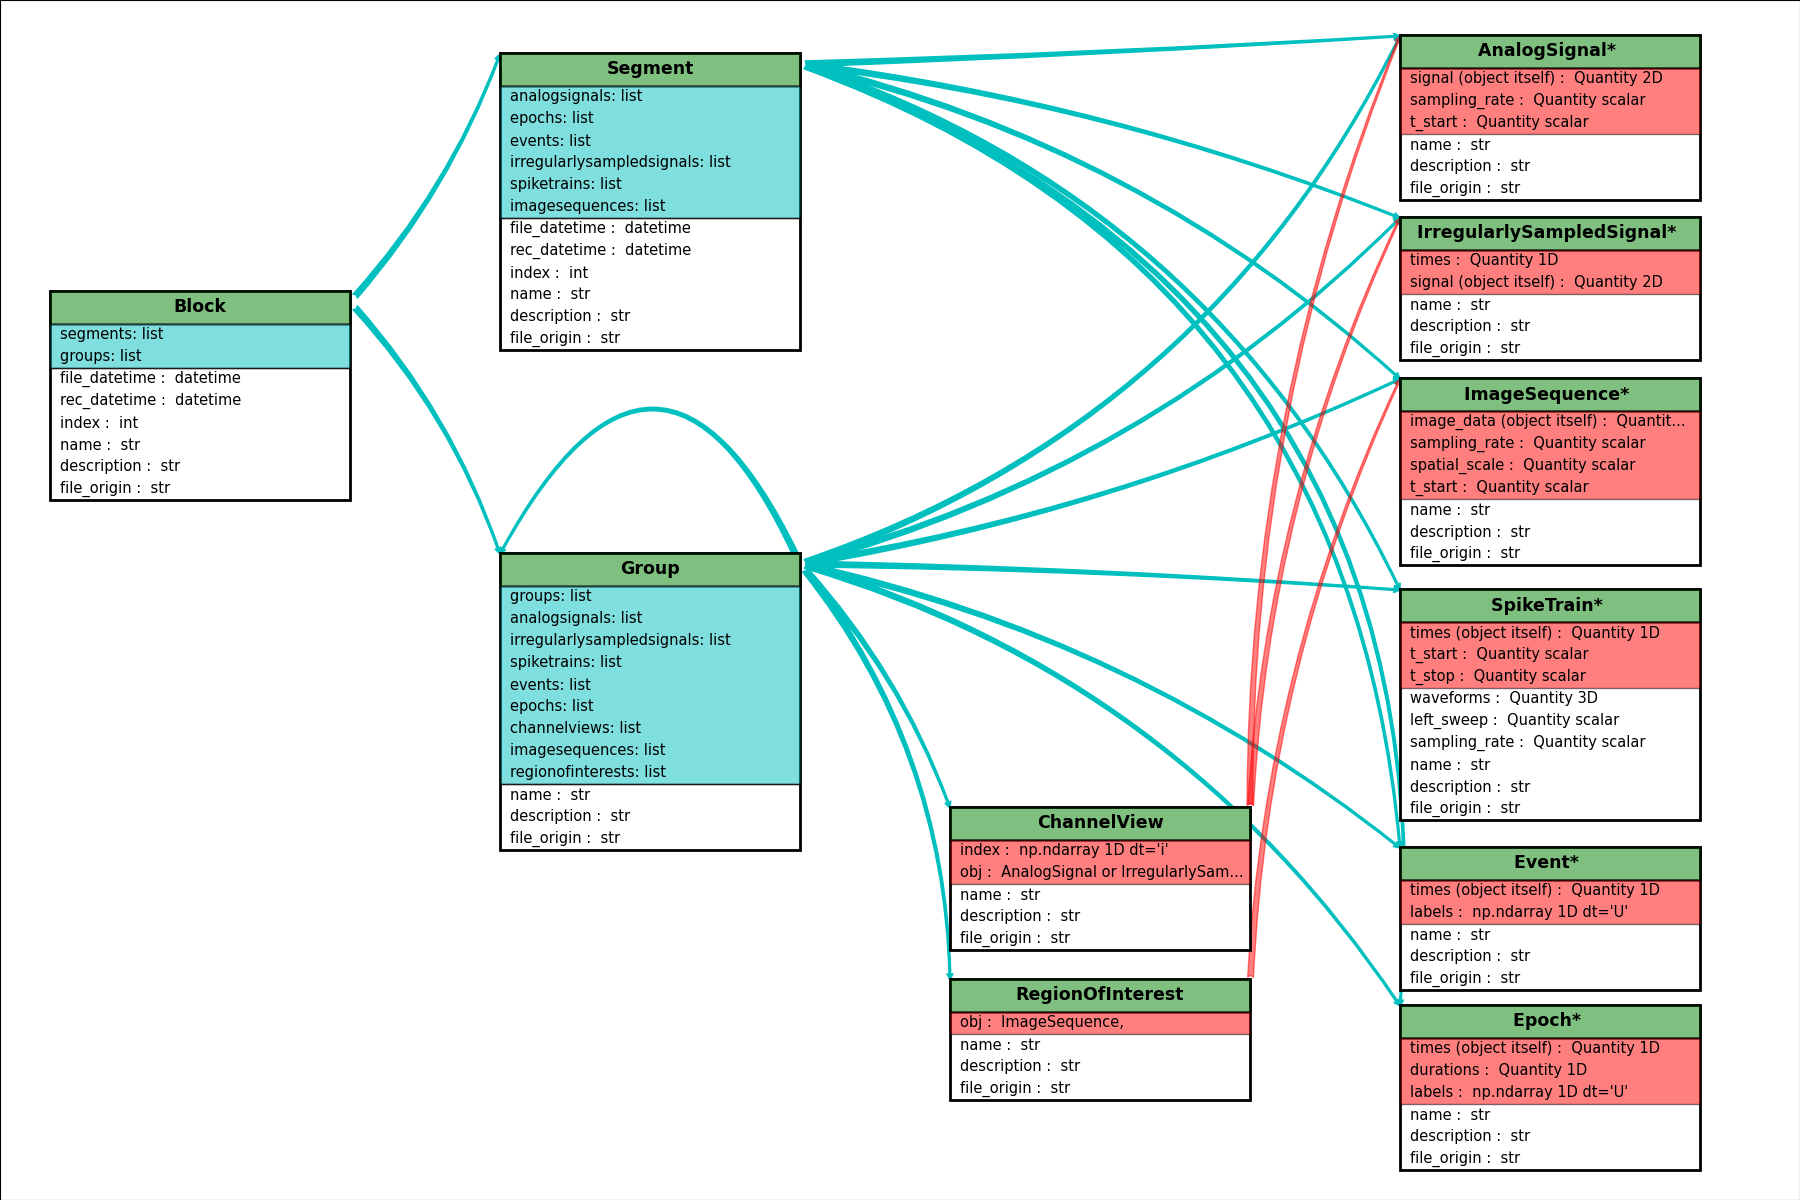 Block
segments: list
groups: list
file_datetime :  datetime
rec_datetime :  datetime
index :  int
name :  str
description :  str
file_origin :  str
Segment
analogsignals: list
epochs: list
events: list
irregularlysampledsignals: list
spiketrains: list
imagesequences: list
file_datetime :  datetime
rec_datetime :  datetime
index :  int
name :  str
description :  str
file_origin :  str
Group
groups: list
analogsignals: list
irregularlysampledsignals: list
spiketrains: list
events: list
epochs: list
channelviews: list
imagesequences: list
regionofinterests: list
name :  str
description :  str
file_origin :  str
ChannelView
index :  np.ndarray 1D dt='i'
obj :  AnalogSignal or IrregularlySam...
name :  str
description :  str
file_origin :  str
RegionOfInterest
obj :  ImageSequence,
name :  str
description :  str
file_origin :  str
AnalogSignal*
signal (object itself) :  Quantity 2D
sampling_rate :  Quantity scalar
t_start :  Quantity scalar
name :  str
description :  str
file_origin :  str
IrregularlySampledSignal*
times :  Quantity 1D
signal (object itself) :  Quantity 2D
name :  str
description :  str
file_origin :  str
ImageSequence*
image_data (object itself) :  Quantit...
sampling_rate :  Quantity scalar
spatial_scale :  Quantity scalar
t_start :  Quantity scalar
name :  str
description :  str
file_origin :  str
SpikeTrain*
times (object itself) :  Quantity 1D
t_start :  Quantity scalar
t_stop :  Quantity scalar
waveforms :  Quantity 3D
left_sweep :  Quantity scalar
sampling_rate :  Quantity scalar
name :  str
description :  str
file_origin :  str
Event*
times (object itself) :  Quantity 1D
labels :  np.ndarray 1D dt='U'
name :  str
description :  str
file_origin :  str
Epoch*
times (object itself) :  Quantity 1D
durations :  Quantity 1D
labels :  np.ndarray 1D dt='U'
name :  str
description :  str
file_origin :  str